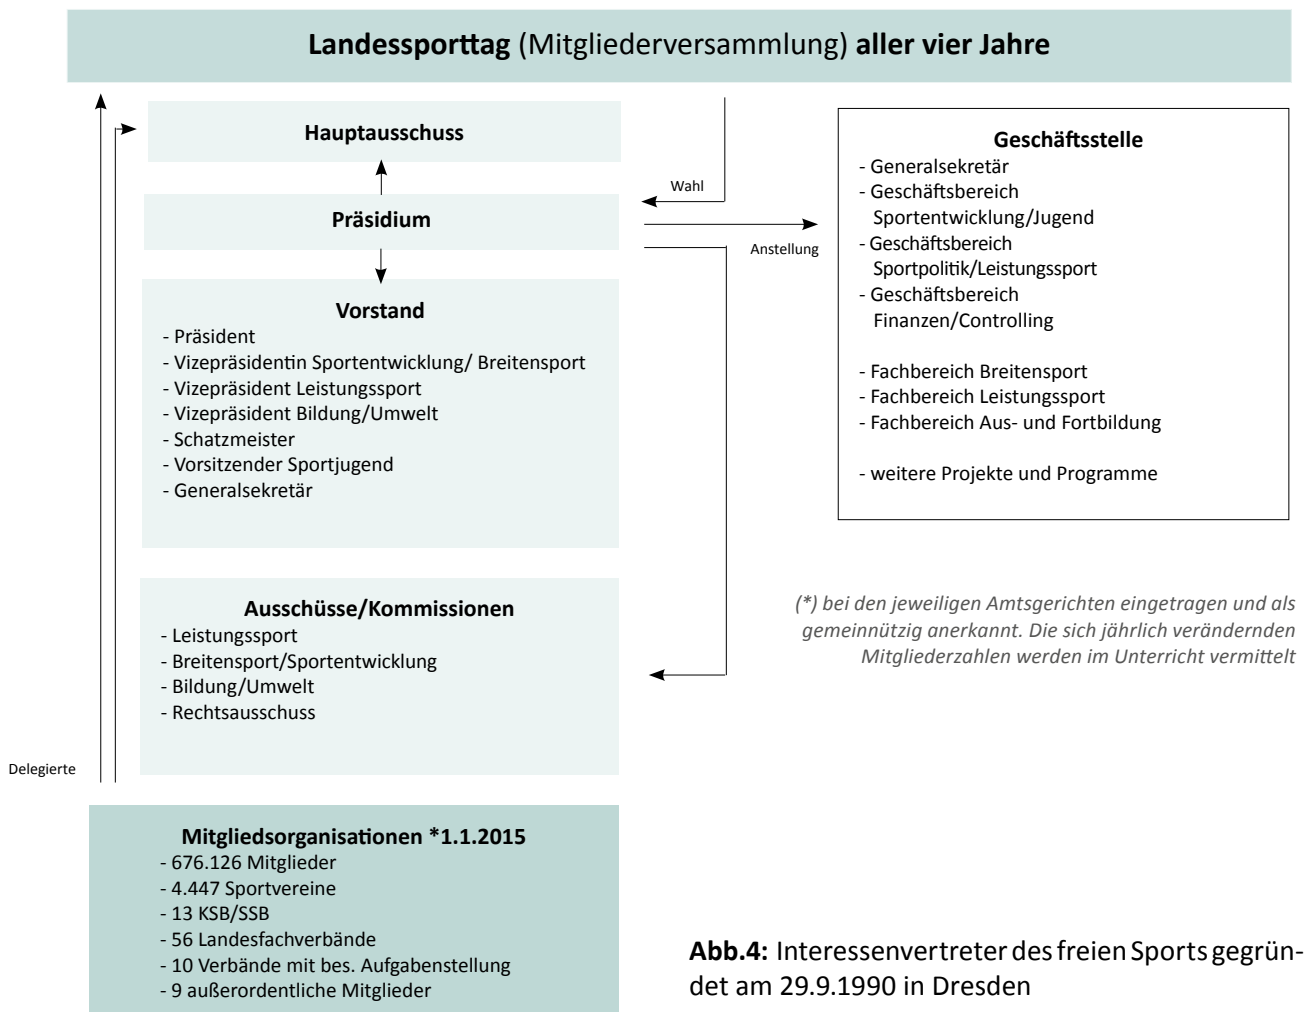 Landessporttag (Mitgliederversammlung) aller vier Jahre
Hauptausschuss
Präsidium
Wahl
Anstellung
Vorstand
- Präsident
- Vizepräsidentin Sportentwicklung/ Breitensport
- Vizepräsident Leistungssport
- Vizepräsident Bildung/Umwelt
- Schatzmeister
- Vorsitzender Sportjugend
- Generalsekretär
Geschäftsstelle
- Generalsekretär
- Geschäftsbereich
Sportentwicklung/Jugend
- Geschäftsbereich
Sportpolitik/Leistungssport
- Geschäftsbereich
Finanzen/Controlling
- Fachbereich Breitensport
- Fachbereich Leistungssport
- Fachbereich Aus- und Fortbildung
- weitere Projekte und Programme
Ausschüsse/Kommissionen
- Leistungssport
- Breitensport/Sportentwicklung
- Bildung/Umwelt
- Rechtsausschuss
(*) bei den jeweiligen Amtsgerichten eingetragen und als
gemeinnützig anerkannt. Die sich jährlich verändernden
Mitgliederzahlen werden im Unterricht vermittelt
Delegierte
Mitgliedsorganisationen *1.1.2015
- 676.126 Mitglieder
- 4.447 Sportvereine
- 13 KSB/SSB
- 56 Landesfachverbände
- 10 Verbände mit bes. Aufgabenstellung
- 9 außerordentliche Mitglieder
Abb.4: Interessenvertreter des freien Sports gegrün-
det am 29.9.1990 in Dresden